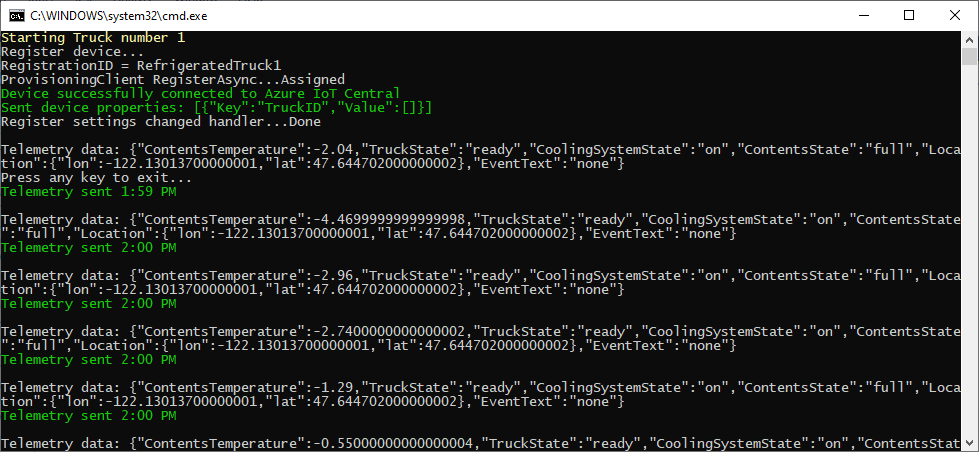 C:\WINDOWS\system32\cmd.exe
Starting Truck number 1
Register device...
RegistrationID = RefrigeratedTruck1
ProvisioningClient RegisterAsync...Assigned
Device successfully connected to Azure IoT Central
Sent device properties: [{"Key":"TruckID","Value":[]}]
Register settings changed handler...Done
Telemetry data: {"ContentsTemperature":-2.04,"TruckState":"ready","CoolingSystemState":"on","ContentsState":"full","Loca
tion":{"lon":-122.13013700000001,"lat":47.644702000000002},"EventText":"none"}
Press any key to exit...
Telemetry sent 1:59 PM
Telemetry data: {"ContentsTemperature":-4.4699999999999998,"TruckState":"ready","CoolingSystemState":"on","ContentsState
":"full","Location":{"lon":-122.13013700000001,"lat":47.644702000000002},"EventText":"none"}
Telemetry sent 2:00 PM
Telemetry data: {"ContentsTemperature":-2.96,"TruckState":"ready","CoolingSystemState":"on","ContentsState":"full","Loca
tion":{"lon":-122.13013700000001,"lat":47.644702000000002},"EventText":"none"}
Telemetry sent 2:00 PM
Telemetry data: {"ContentsTemperature":-2.7400000000000002,"TruckState":"ready","CoolingSystemState":"on","ContentsState
":"full","Location":{"lon":-122.13013700000001,"lat":47.644702000000002},"EventText":"none"}
Telemetry sent 2:00 PM
Telemetry data: {"ContentsTemperature":-1.29,"TruckState":"ready","CoolingSystemState":"on","ContentsState":"full","Loca
tion":{"lon":-122.13013700000001,"lat":47.644702000000002},"EventText":"none"}
Telemetry sent 2:00 PM
Telemetry data: {"ContentsTemperature":-0.55000000000000004,"TruckState":"ready","CoolingSystemState":"on","ContentsStat